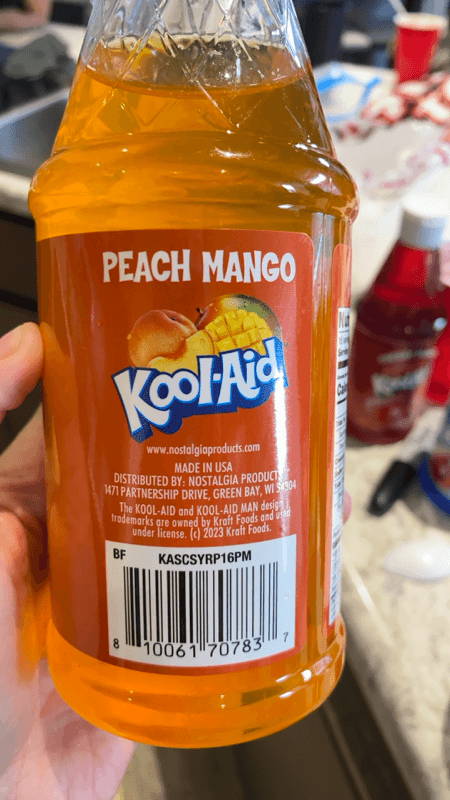 PEACH MANGO
Kool-Aid
www.nostalgiaproducts.com
MADE IN USA
DISTRIBUTED BY: NOSTALGIA PRODUCTS
1471 PARTNERSHIP DRIVE, GREEN BAY, WI 54304
The KOOL-AID and KOOL-AID MAN design
trademarks are owned by Kraft Foods and used
under license. (c) 2023 Kraft Foods.
BF KASCSYRP16PM
8 10061 70783 7